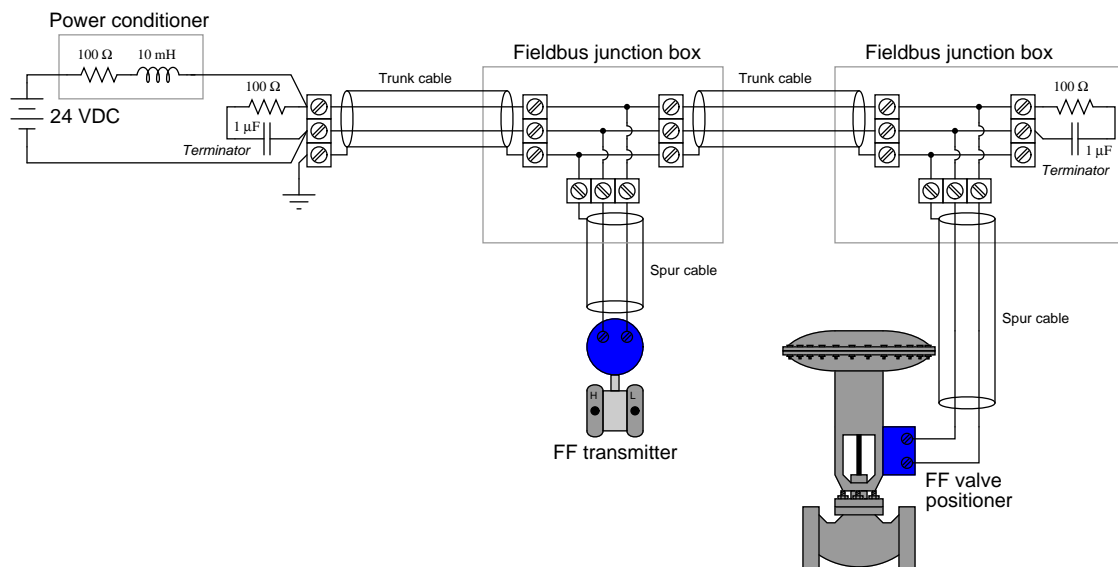 Power conditioner
100 Ω 10 mH
24 VDC
100 Ω
1 µF
Terminator
Trunk cable
Fieldbus junction box
Trunk cable
Fieldbus junction box
100 Ω
1 µF
Terminator
Spur cable
Spur cable
H L
FF transmitter
FF valve
positioner